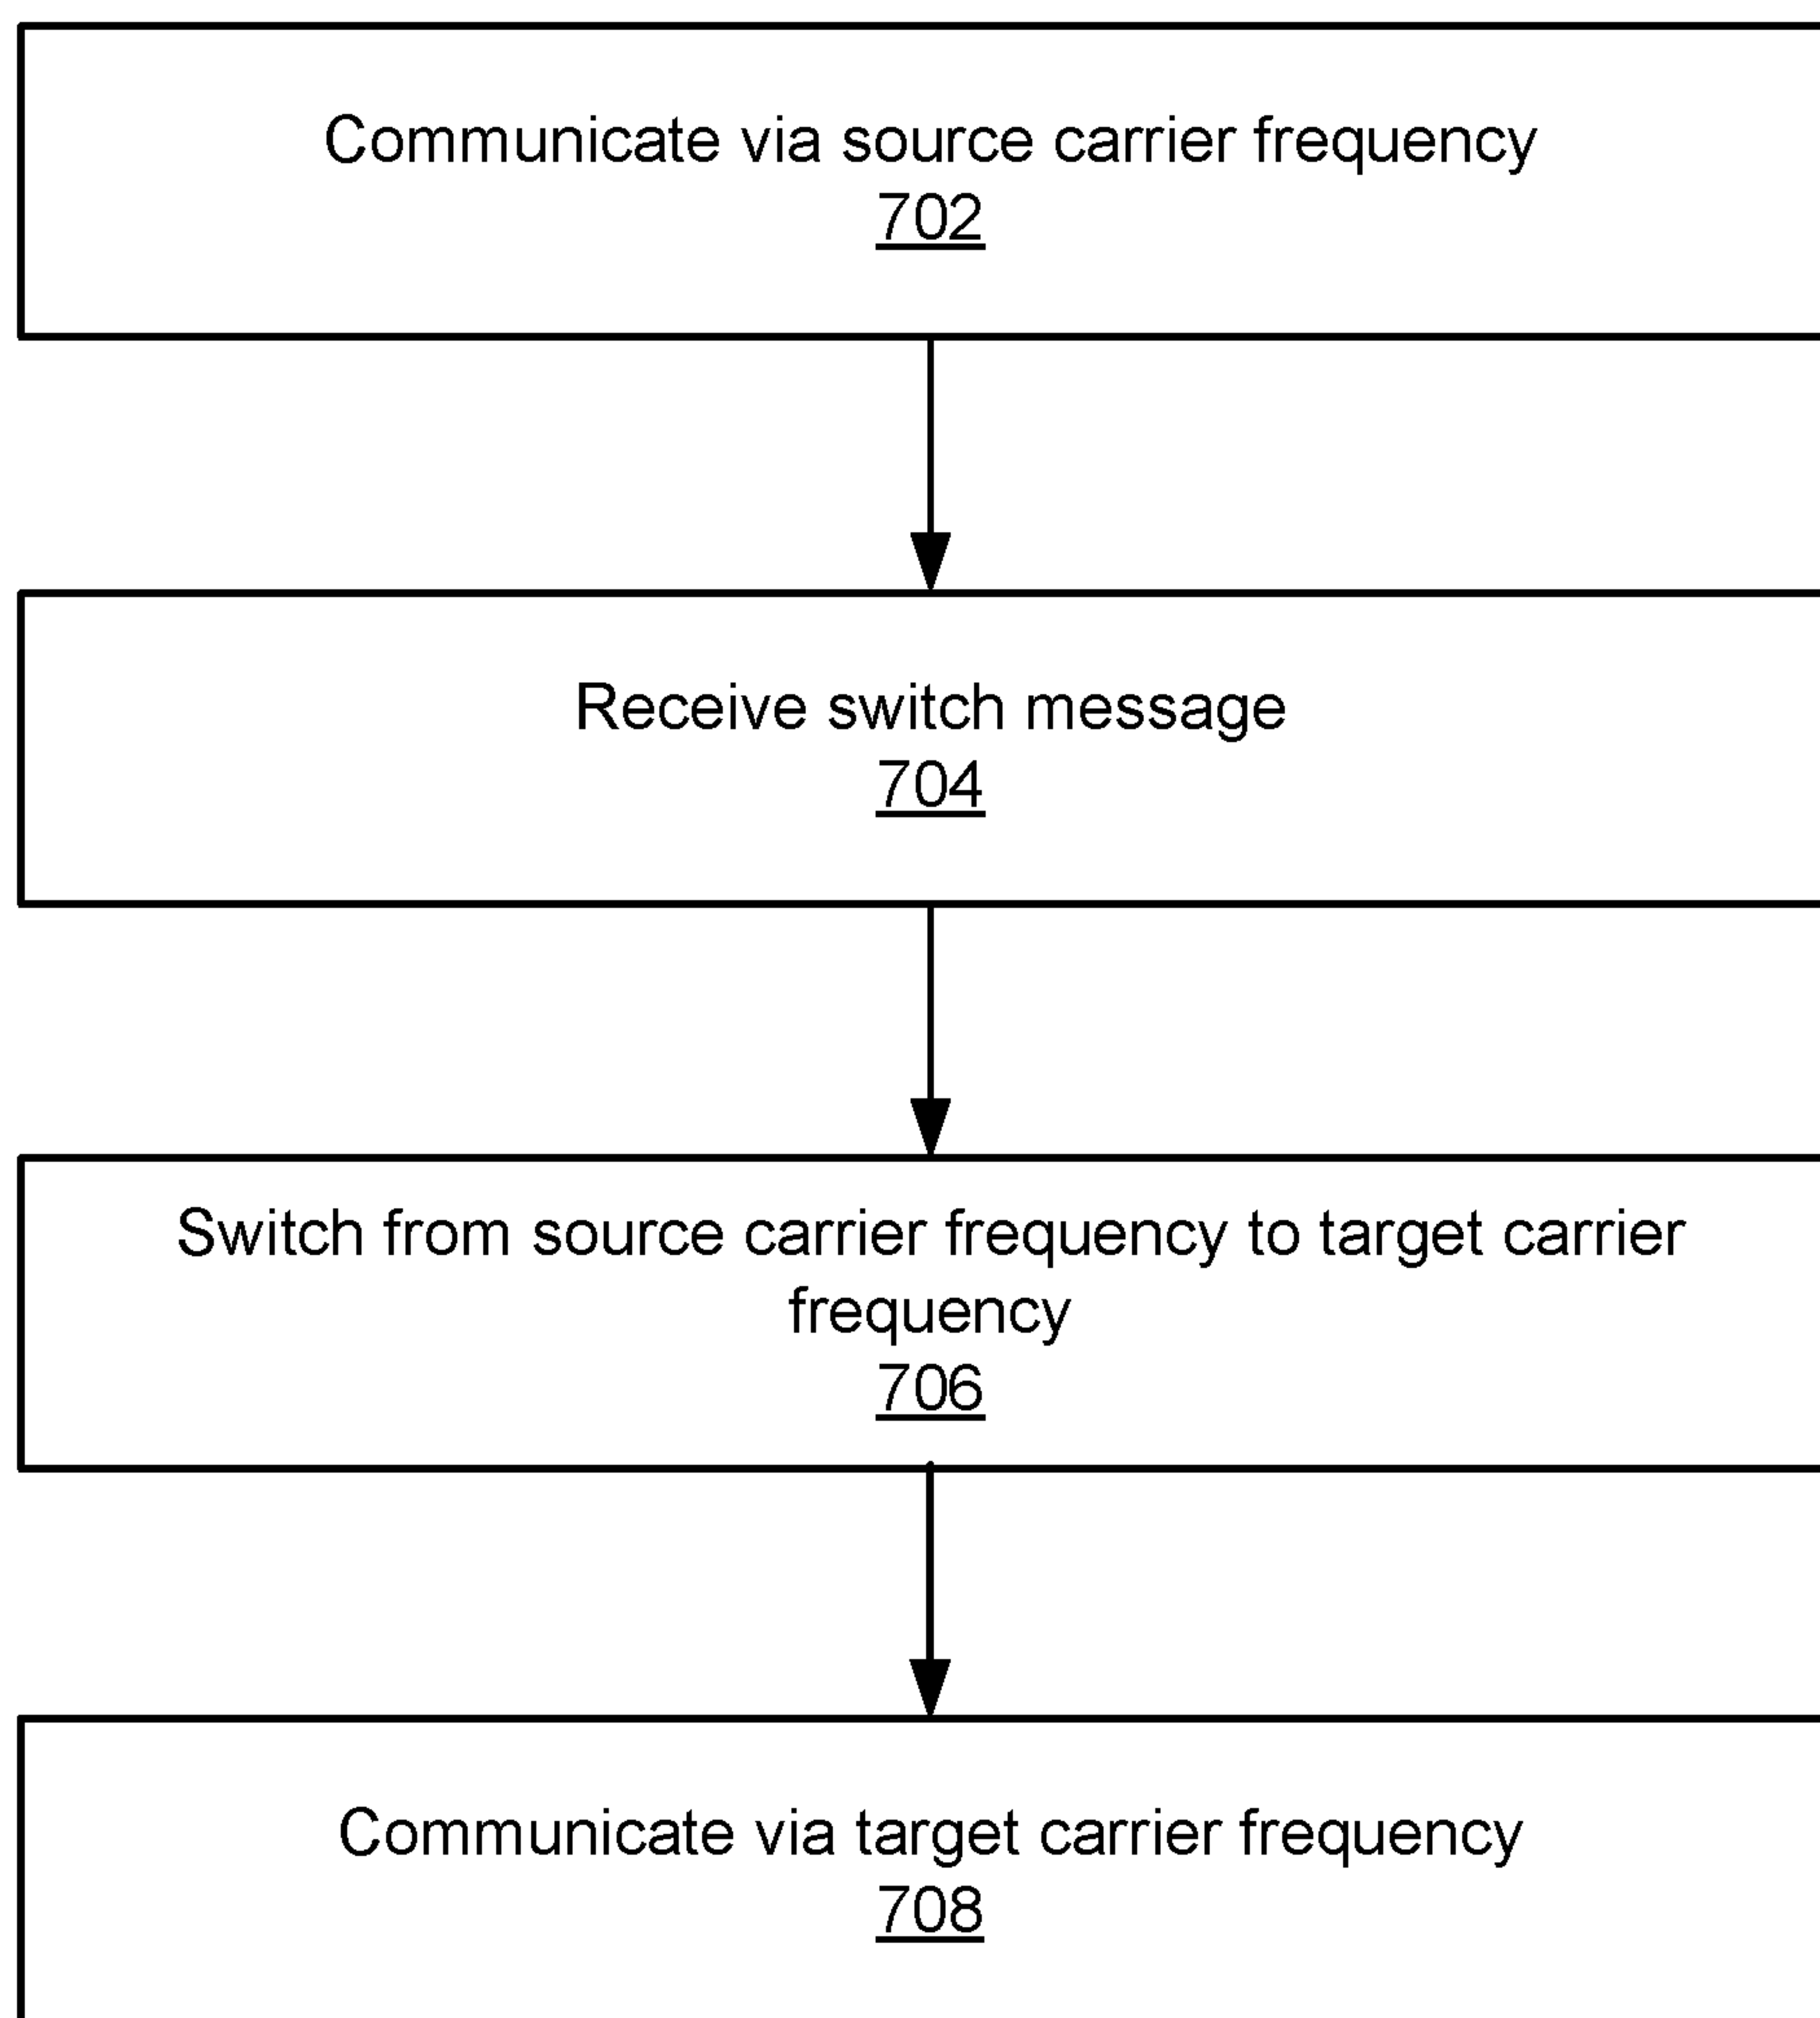 Communicate via source carrier frequency
702
Receive switch message
704
Switch from source carrier frequency to target carrier
frequency
706
Communicate via target carrier frequency
708